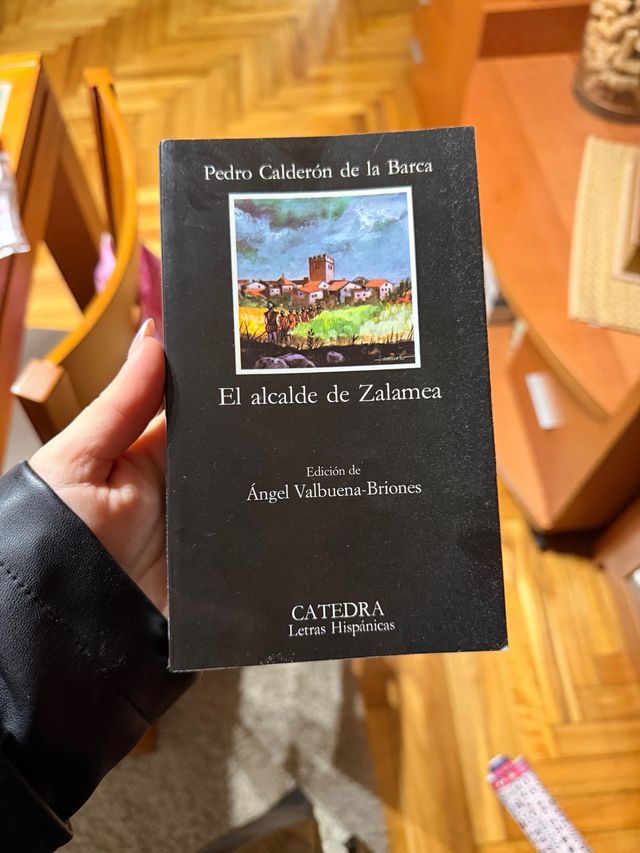 Pedro Calderón de la Barca
El alcalde de Zalamea
Edición de
Ángel Valbuena-Briones
CATEDRA
Letras Hispánicas